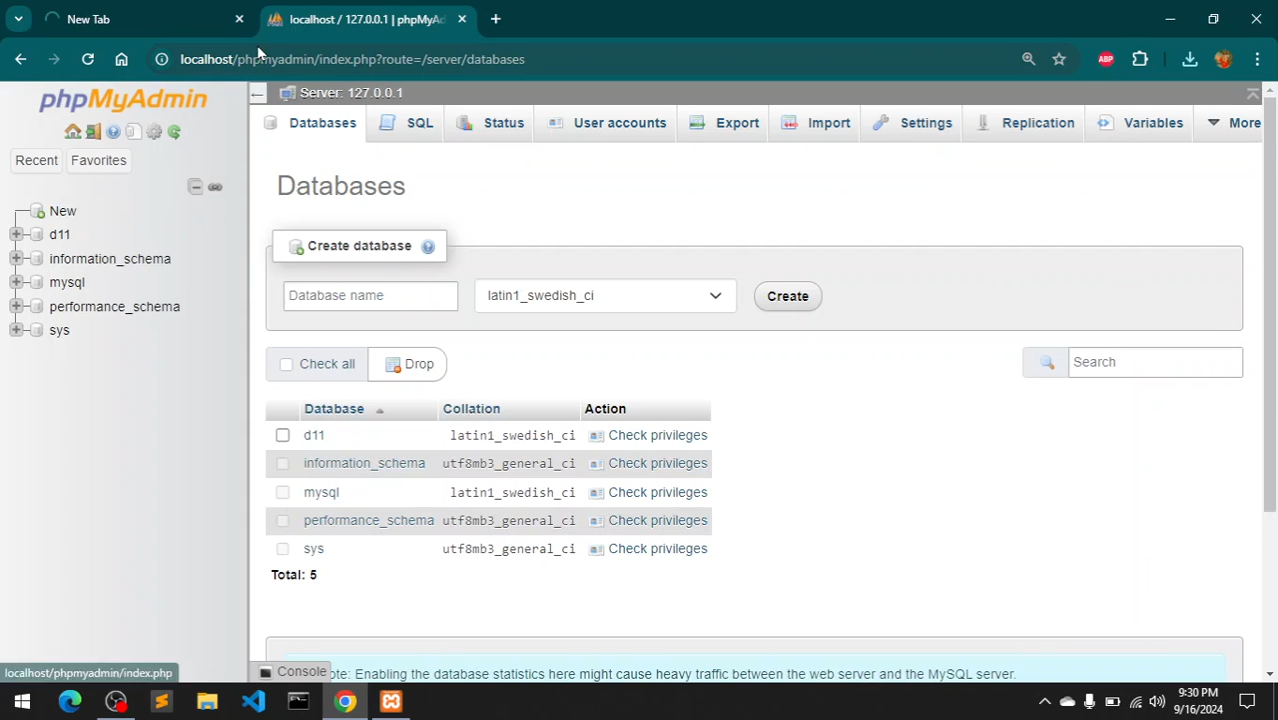 New Tab
localhost / 127.0.0.1 | phpMyAd
localhost/phpmyadmin/index.php?route=/server/databases
ABP
phpMyAdmin
Server: 127.0.0.1
Databases
SQL
Status
User accounts
Export
Import
Settings
Replication
Variables
More
Recent
Favorites
New
d11
information_schema
mysql
performance_schema
sys
Databases
Create database
Database name
latin1_swedish_ci
Create
Check all
Drop
Search
Database Collation Action
d11 latin1_swedish_ci Check privileges
information_schema utf8mb3_general_ci Check privileges
mysql latin1_swedish_ci Check privileges
performance_schema utf8mb3_general_ci Check privileges
sys utf8mb3_general_ci Check privileges
Total: 5
Note: Enabling the database statistics here might cause heavy traffic between the web server and the MySQL server.
Console
localhost/phpmyadmin/index.php
9:30 PM
9/16/2024